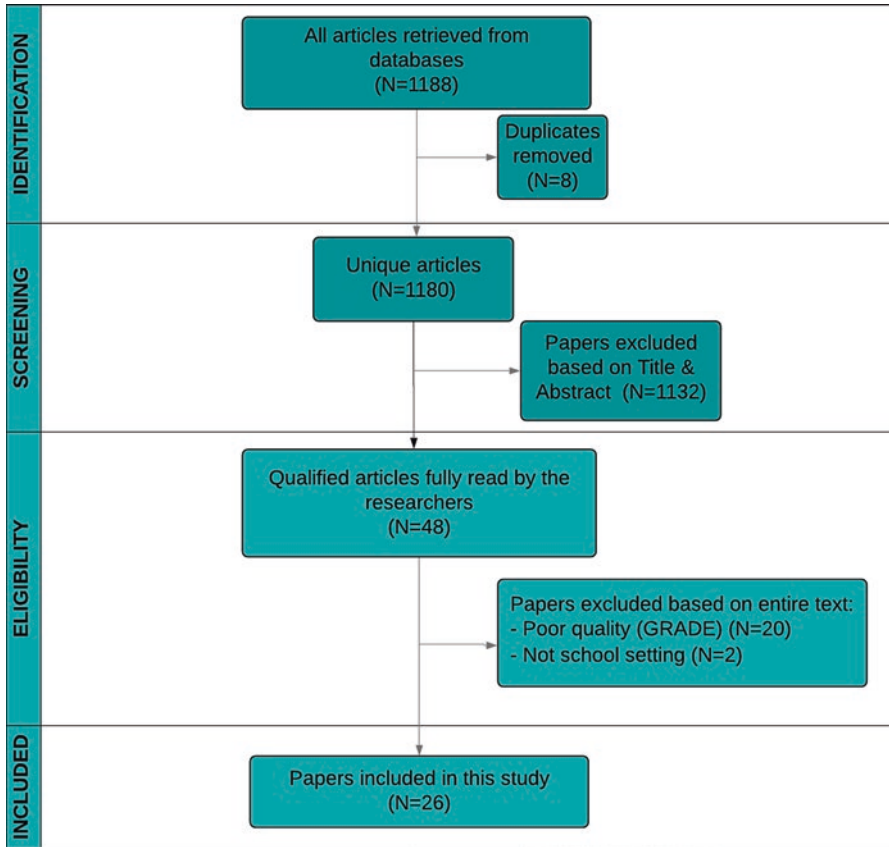 IDENTIFICATION
All articles retrieved from
databases
(N=1188)
Duplicates
removed
(N=8)
SCREENING
Unique articles
(N=1180)
Papers excluded
based on Title &
Abstract (N=1132)
ELIGIBILITY
Qualified articles fully read by the
researchers
(N=48)
Papers excluded based on entire text:
- Poor quality (GRADE) (N=20)
- Not school setting (N=2)
INCLUDED
Papers included in this study
(N=26)